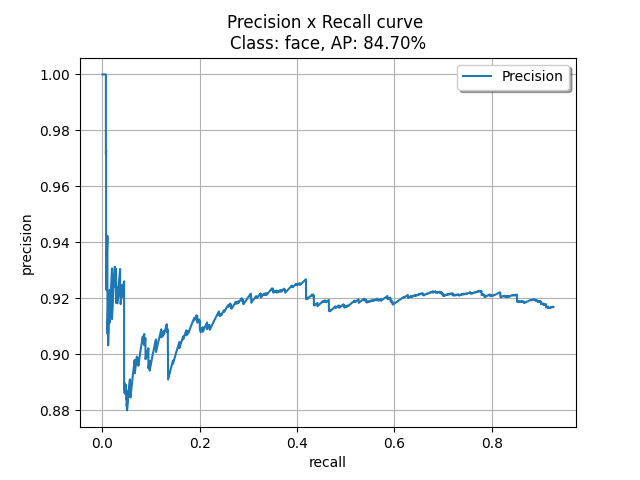 Precision x Recall curve
Class: face, AP: 84.70%
Precision
1.00
0.98
0.96
0.94
0.92
0.90
0.88
precision
0.0 0.2 0.4 0.6 0.8
recall